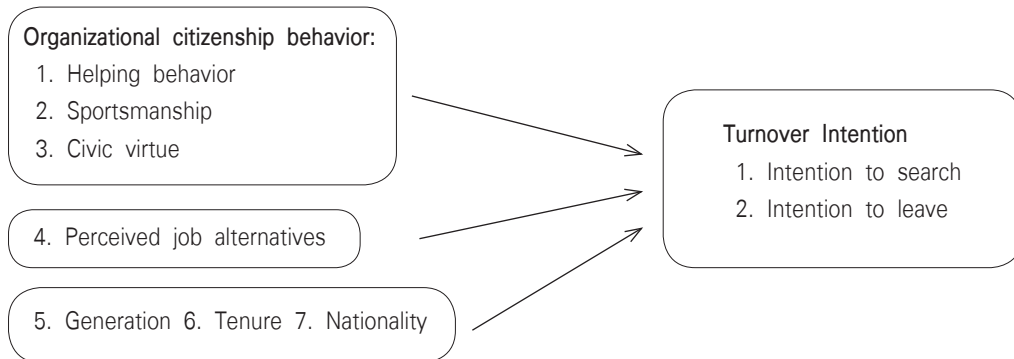 Organizational citizenship behavior:
1. Helping behavior
2. Sportsmanship
3. Civic virtue
4. Perceived job alternatives
5. Generation 6. Tenure 7. Nationality
Turnover Intention
1. Intention to search
2. Intention to leave